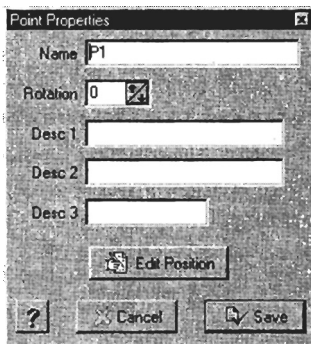 Point Properties
Name P1
Rotation 0
Desc 1
Desc 2
Desc 3
Edit Position
? Cancel Save